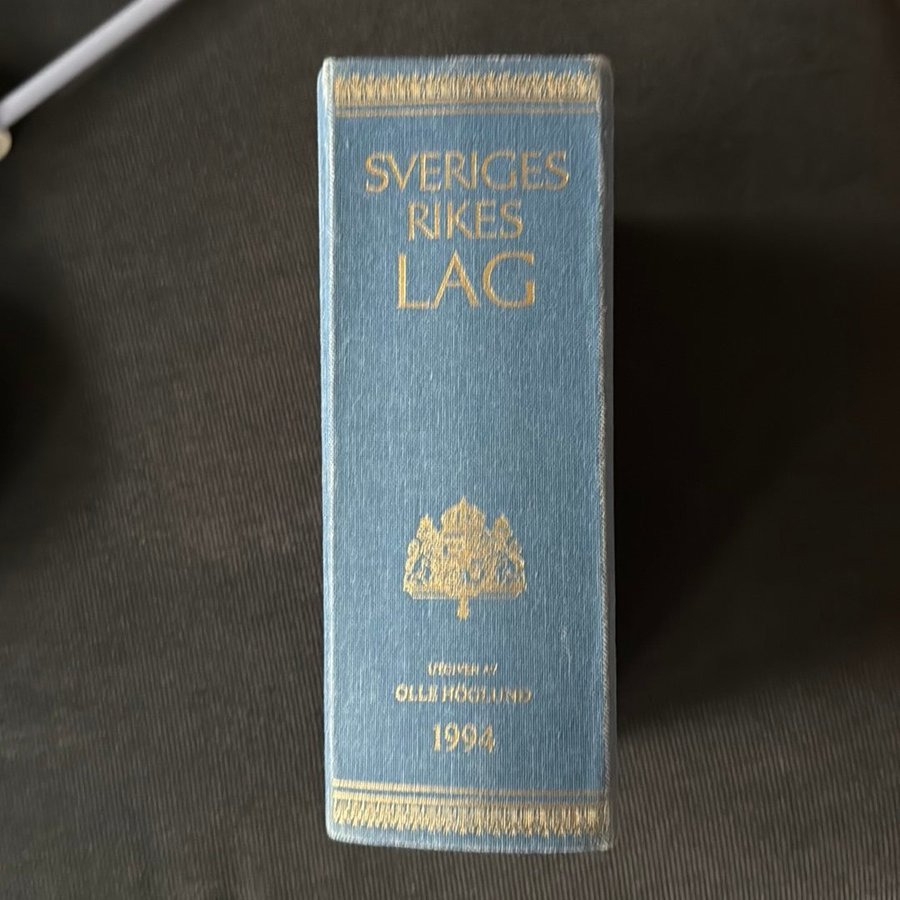 SVERIGES
RIKES
LAG
UTGIVEN AV
OLLE HÖGLUND
1994